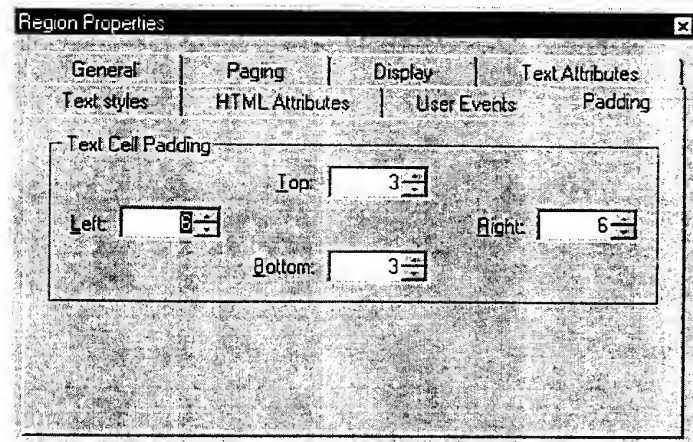 Region Properties
General Paging Display Text Attributes
Text styles HTML Attributes User Events Padding
Text Cell Padding
Top: 3
Left: Right: 6
Bottom: 3